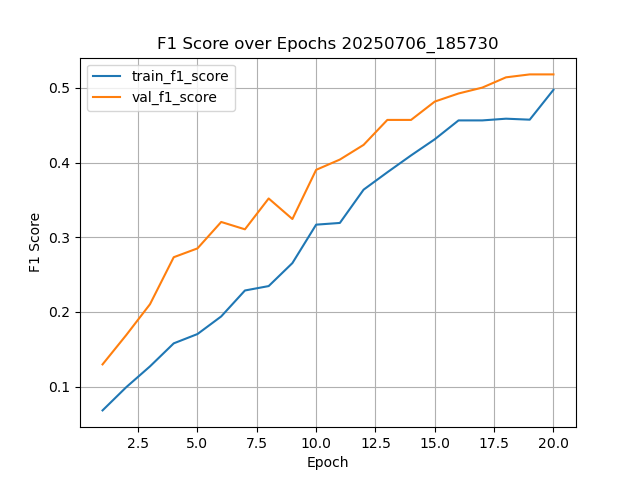 F1 Score over Epochs 20250706_185730
train_f1_score
val_f1_score
F1 Score
0.5
0.4
0.3
0.2
0.1
2.5 5.0 7.5 10.0 12.5 15.0 17.5 20.0
Epoch